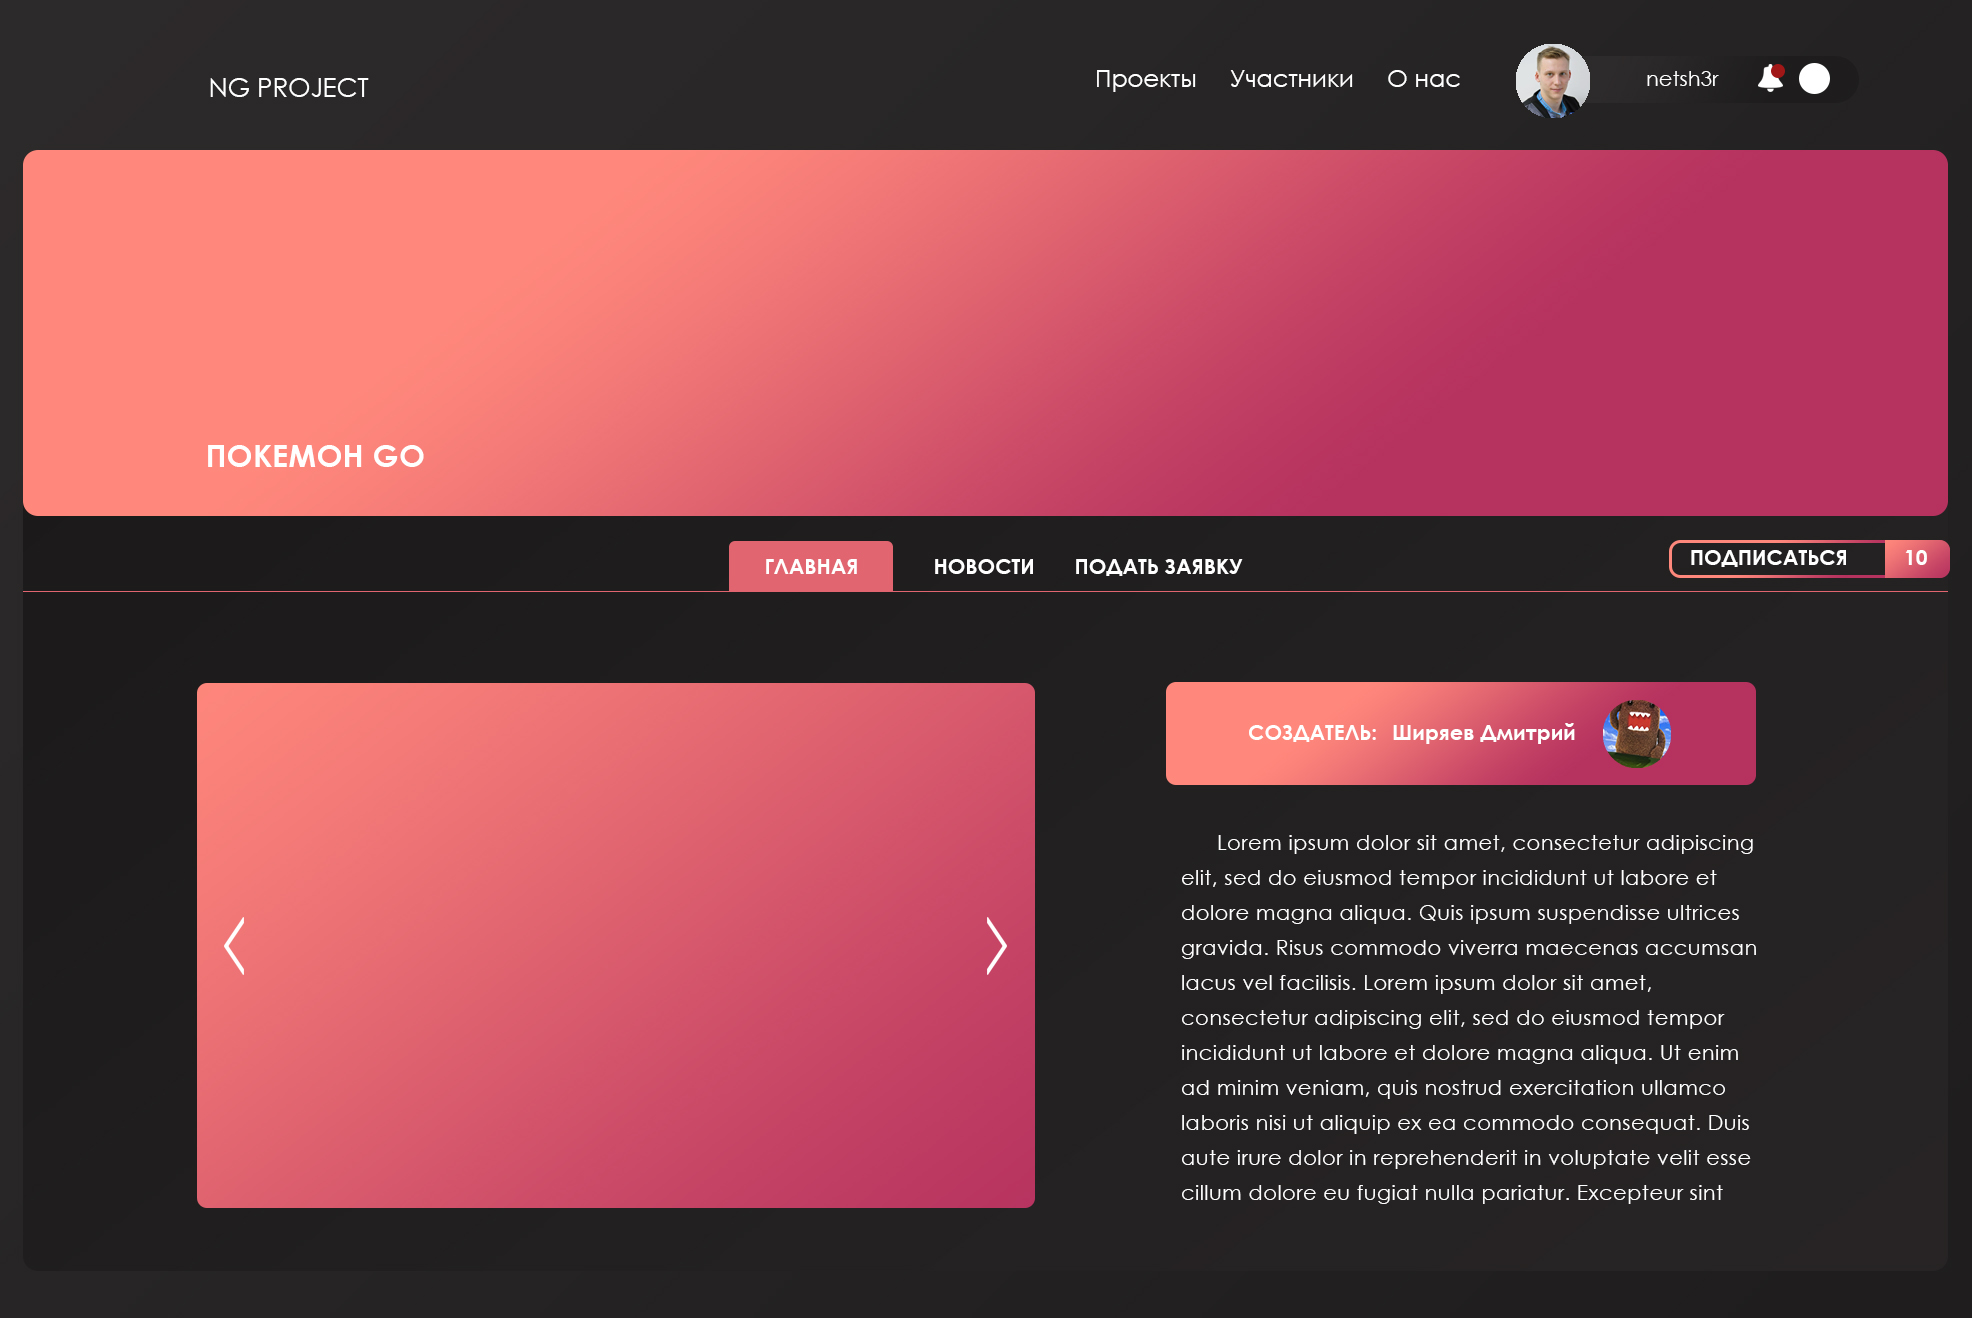 NG PROJECT
Проекты Участники О нас netsh3r
ПОКЕМОН GO
ГЛАВНАЯ НОВОСТИ ПОДАТЬ ЗАЯВКУ ПОДПИСАТЬСЯ 10
СОЗДАТЕЛЬ: Ширяев Дмитрий
Lorem ipsum dolor sit amet, consectetur adipiscing
elit, sed do eiusmod tempor incididunt ut labore et
dolore magna aliqua. Quis ipsum suspendisse ultrices
gravida. Risus commodo viverra maecenas accumsan
lacus vel facilisis. Lorem ipsum dolor sit amet,
consectetur adipiscing elit, sed do eiusmod tempor
incididunt ut labore et dolore magna aliqua. Ut enim
ad minim veniam, quis nostrud exercitation ullamco
laboris nisi ut aliquip ex ea commodo consequat. Duis
aute irure dolor in reprehenderit in voluptate velit esse
cillum dolore eu fugiat nulla pariatur. Excepteur sint